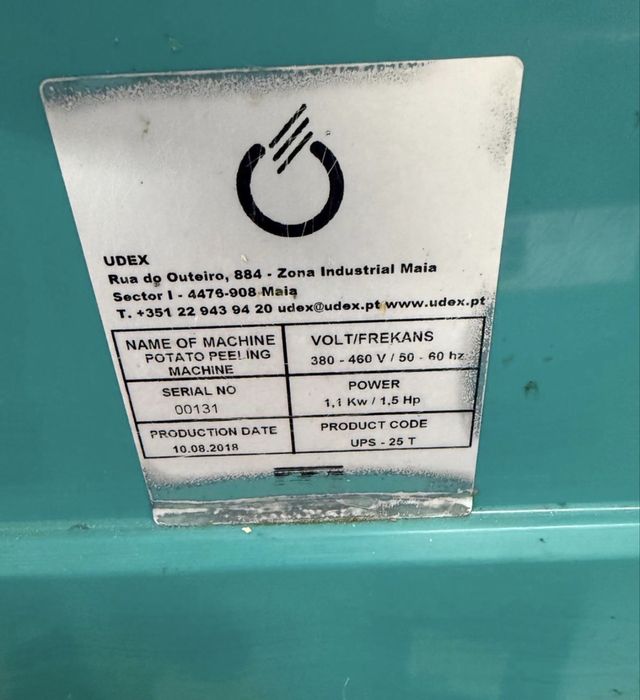 UDEX
Rua do Outeiro, 884 - Zona Industrial Maia
Sector I - 4476-908 Maia
T. +351 22 943 94 20 udex@udex.pt www.udex.pt
NAME OF MACHINE
POTATO PEELING
MACHINE
VOLT/FREKANS
380 - 460 V / 50 - 60 hz
SERIAL NO
00131
POWER
1,1 Kw / 1,5 Hp
PRODUCTION DATE
10.08.2018
PRODUCT CODE
UPS - 25 T